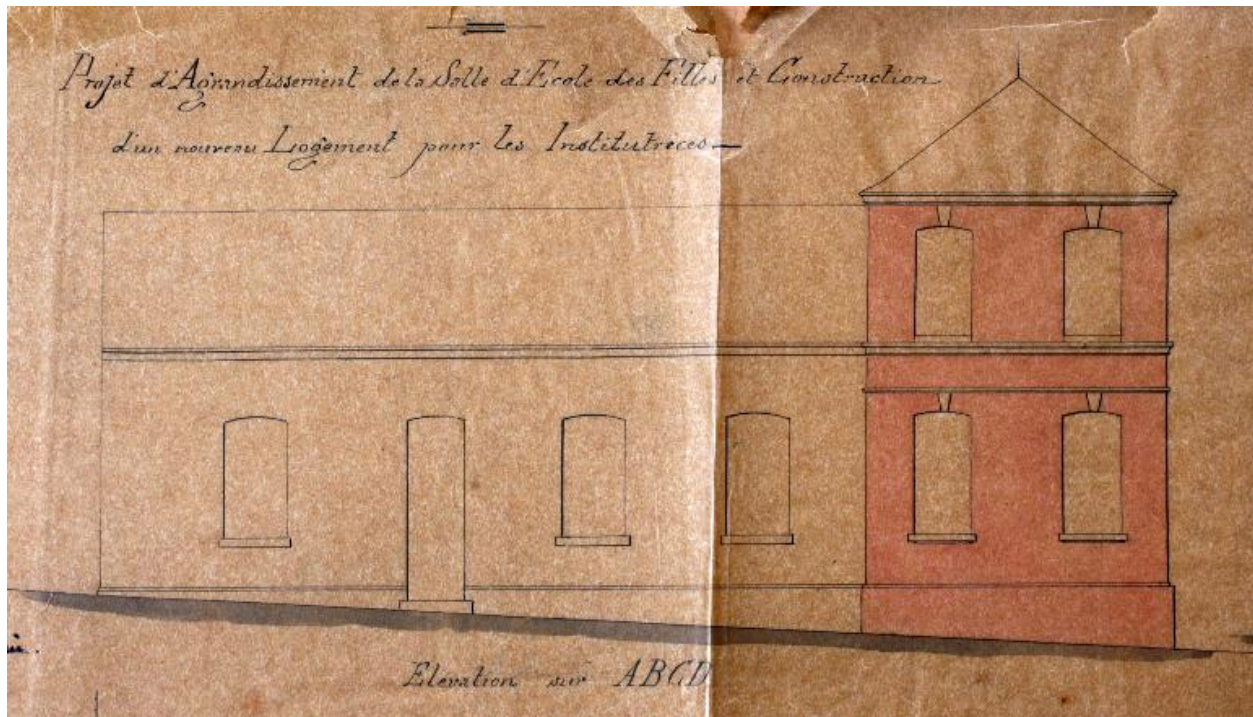 Projet d'Agrandissement de la Salle d'Ecole des Filles et Construction
d'un nouveau Logement pour les Institutrices
Elevation sur ABCD